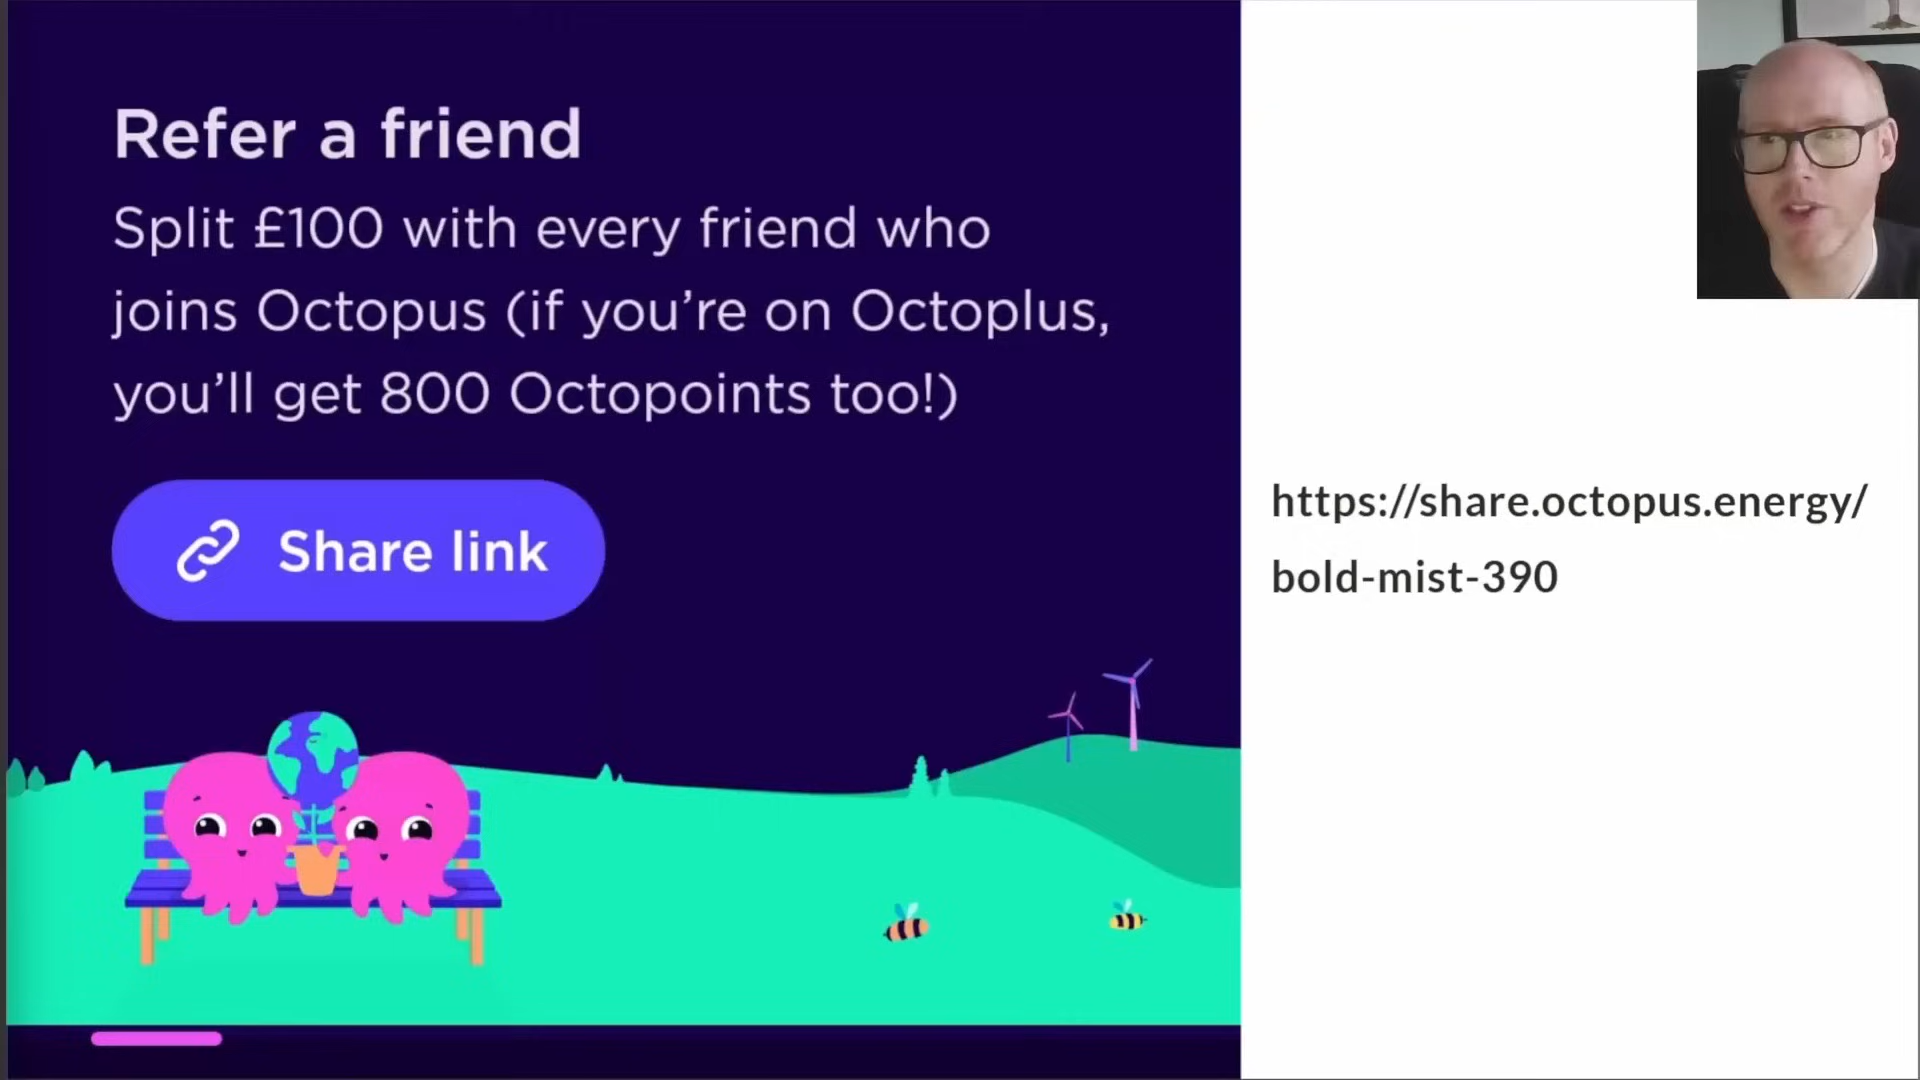 Refer a friend
Split £100 with every friend who
joins Octopus (if you’re on Octoplus,
you’ll get 800 Octopoints too!)
Share link
https://share.octopus.energy/
bold-mist-390